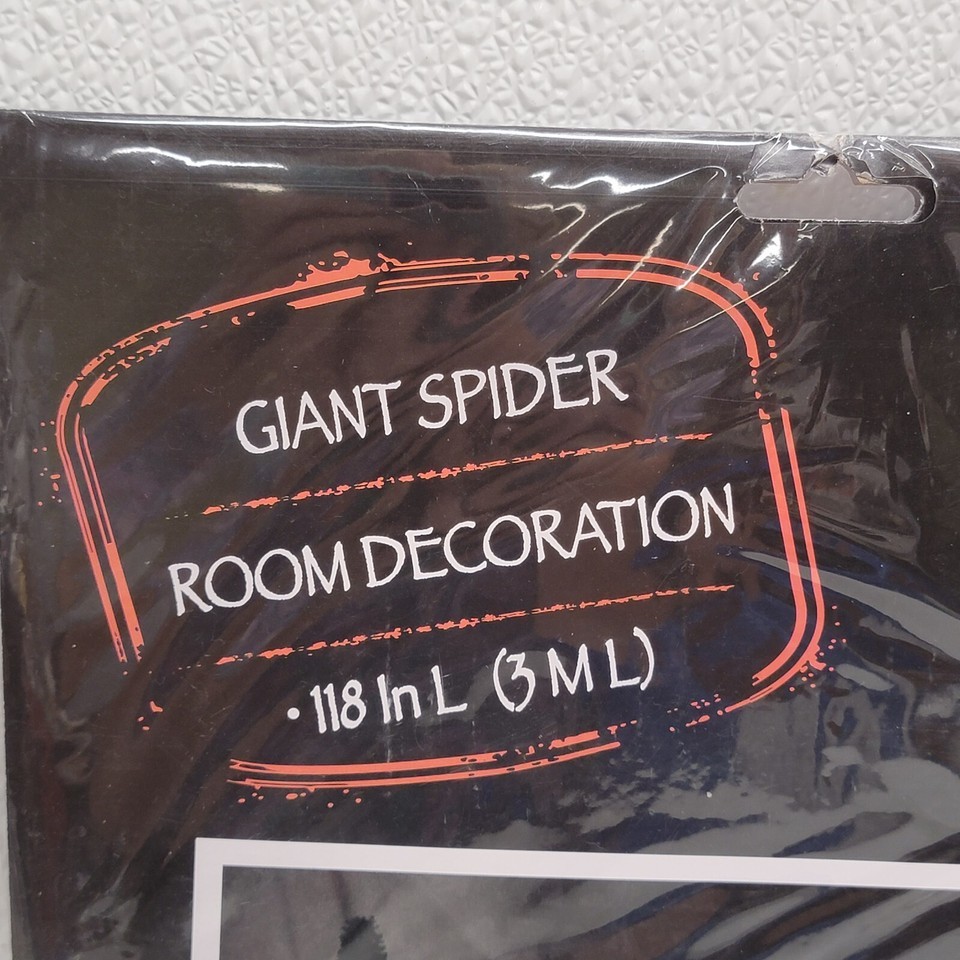 GIANT SPIDER
ROOM DECORATION
• 118 In L (3 M L)